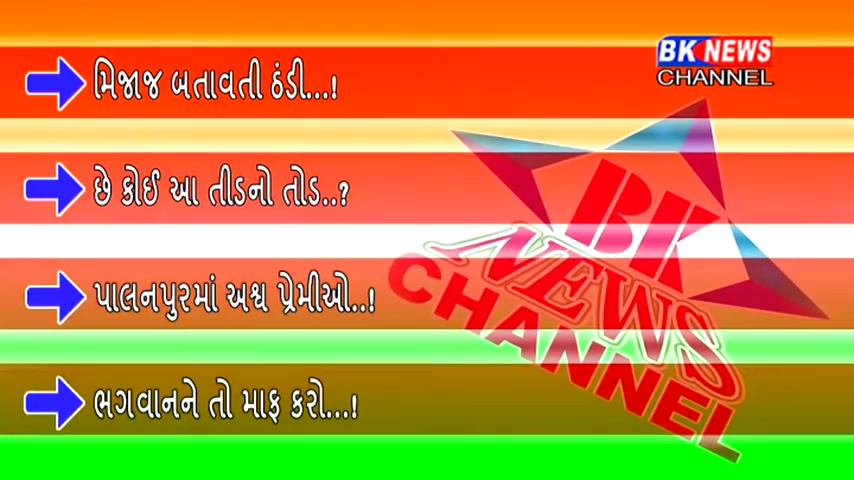 BK NEWS
CHANNEL
મિજાજ બતાવતી ઠંડી...!
છે કોઈ આ તીડનો તોડ..?
પાલનપુરમાં અશ્વ પ્રેમીઓ..!
ભગવાનને તો માફ કરો...!
BK
NEWS
CHANNEL